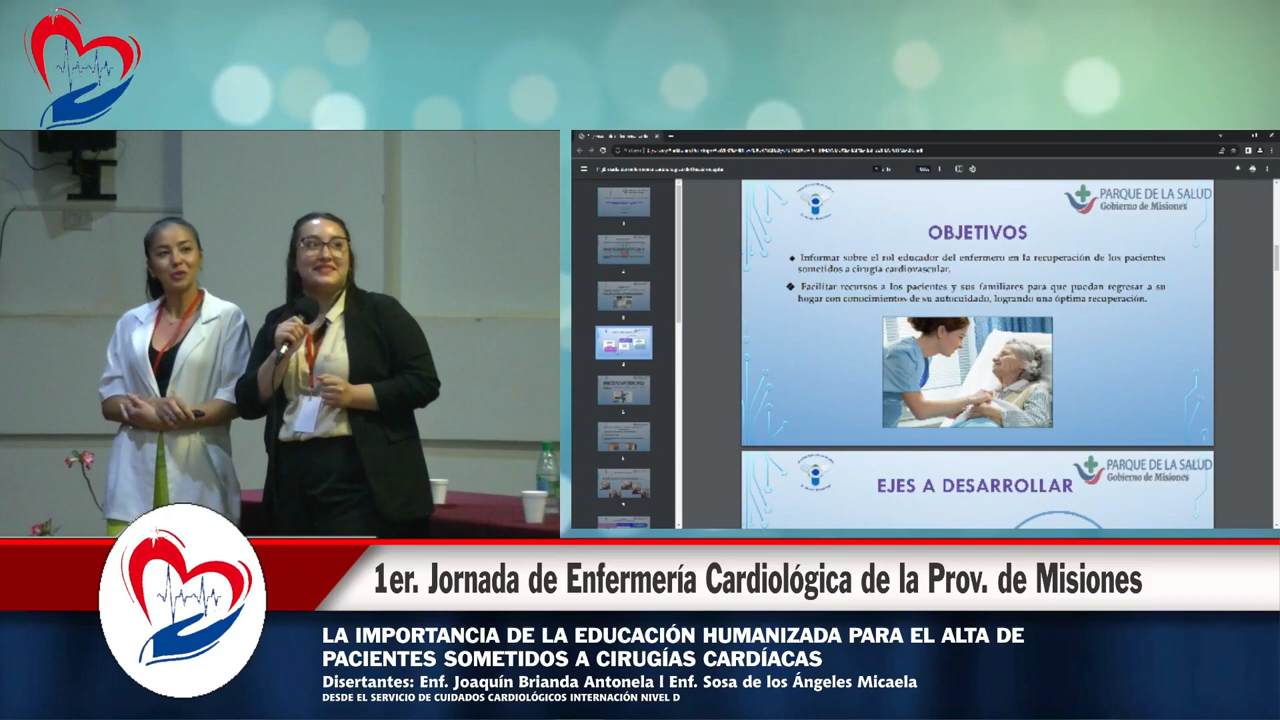 PARQUE DE LA SALUD
Gobierno de Misiones
OBJETIVOS
Informar sobre el rol educador del enfermero en la recuperación de los pacientes
sometidos a cirugía cardiovascular.
Facilitar recursos a los pacientes y sus familiares para que puedan regresar a su
hogar con conocimientos de su autocuidado, logrando una óptima recuperación.
PARQUE DE LA SALUD
Gobierno de Misiones
EJES A DESARROLLAR
1er. Jornada de Enfermería Cardiológica de la Prov. de Misiones
LA IMPORTANCIA DE LA EDUCACIÓN HUMANIZADA PARA EL ALTA DE
PACIENTES SOMETIDOS A CIRUGÍAS CARDÍACAS
Disertantes: Enf. Joaquín Brianda Antonela l Enf. Sosa de los Ángeles Micaela
DESDE EL SERVICIO DE CUIDADOS CARDIOLÓGICOS INTERNACIÓN NIVEL D